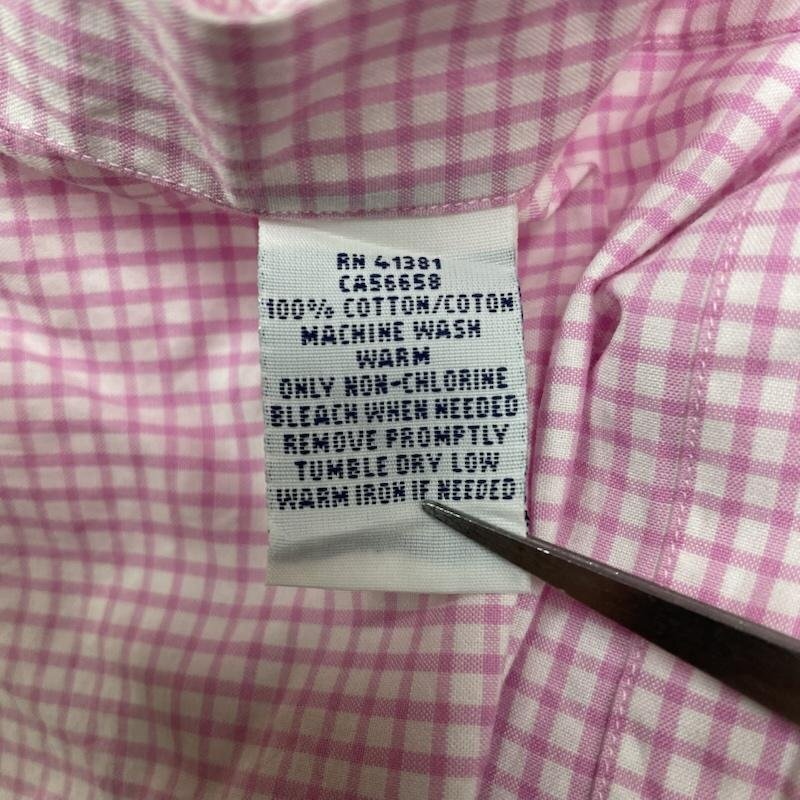 RN 41381
CA56658
100% COTTON/COTON
MACHINE WASH
WARM
ONLY NON-CHLORINE
BLEACH WHEN NEEDED
REMOVE PROMPTLY
TUMBLE DRY LOW
WARM IRON IF NEEDED